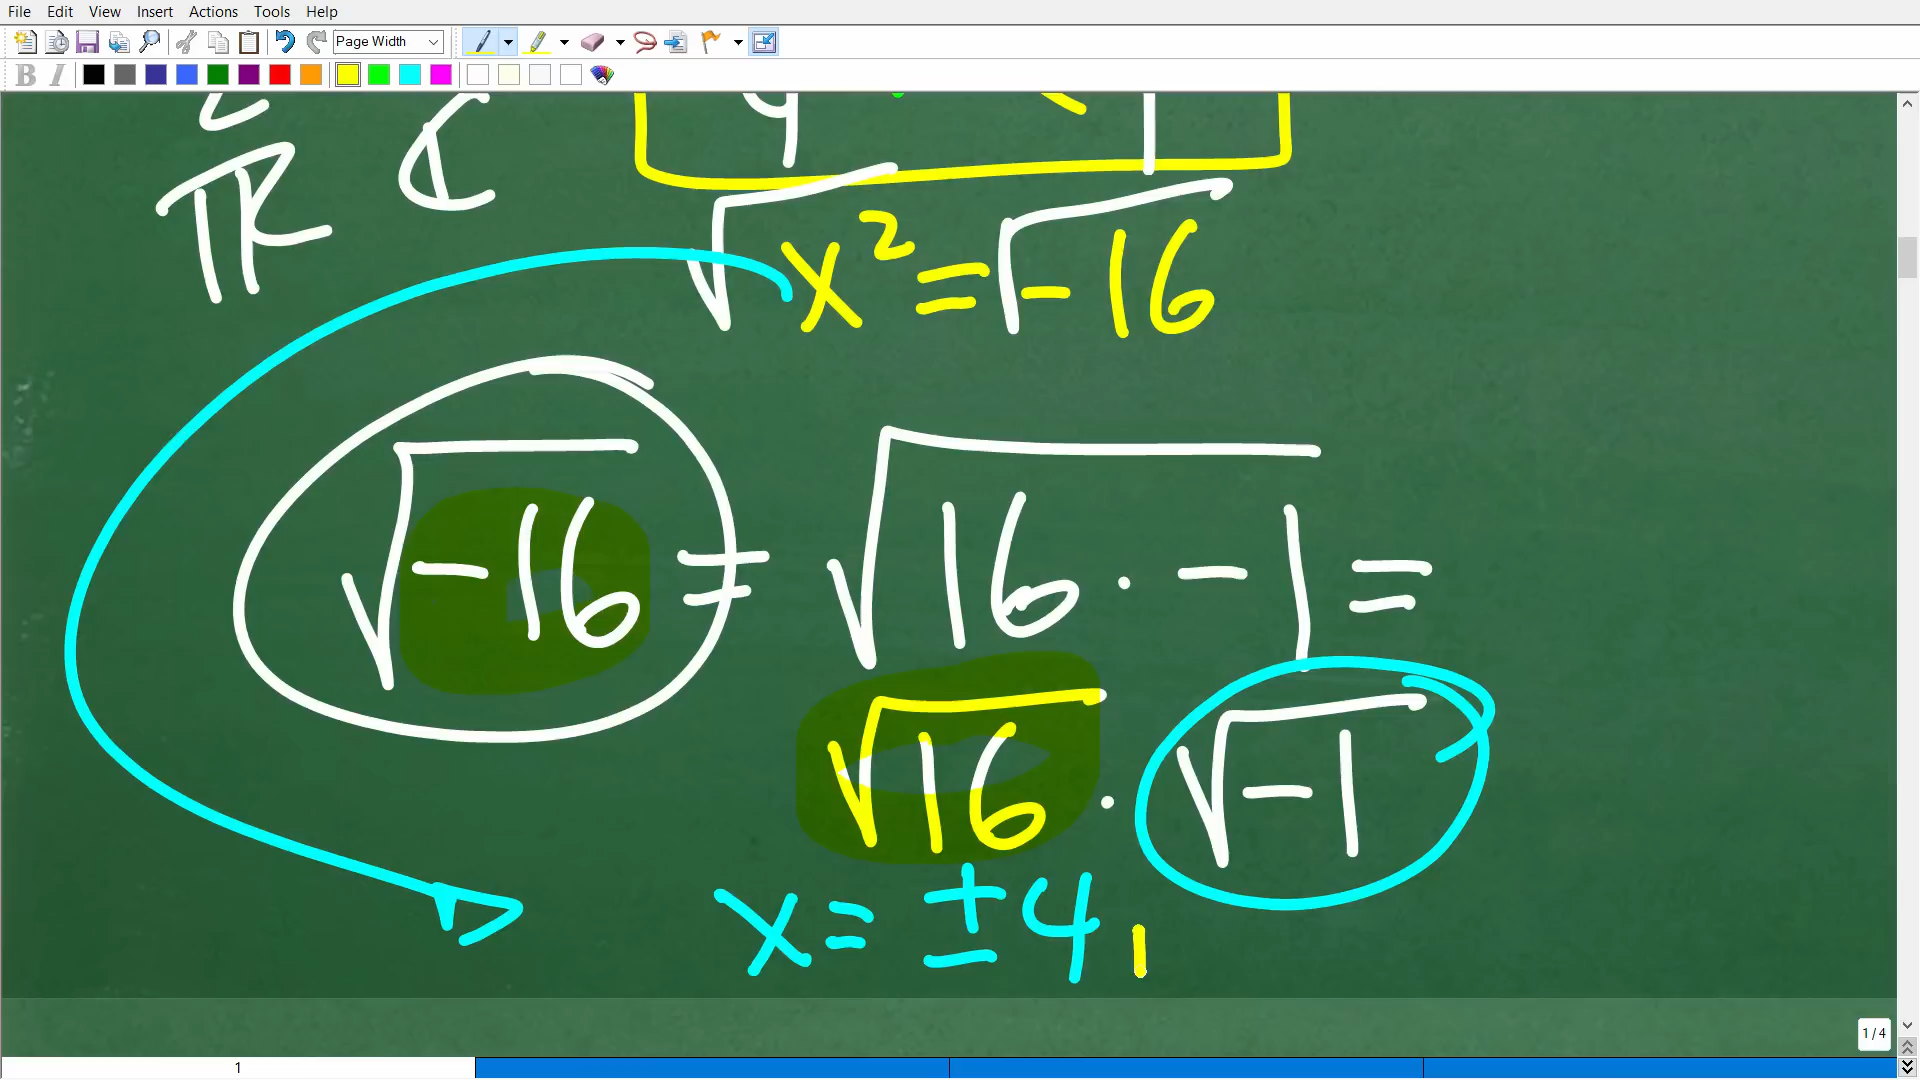 File Edit View Insert Actions Tools Help
Page Width
B I
π
√x² = √-16
√-16 = √16 · -1 =
√16 · √-1
x = ± 4 i
1 / 4
1